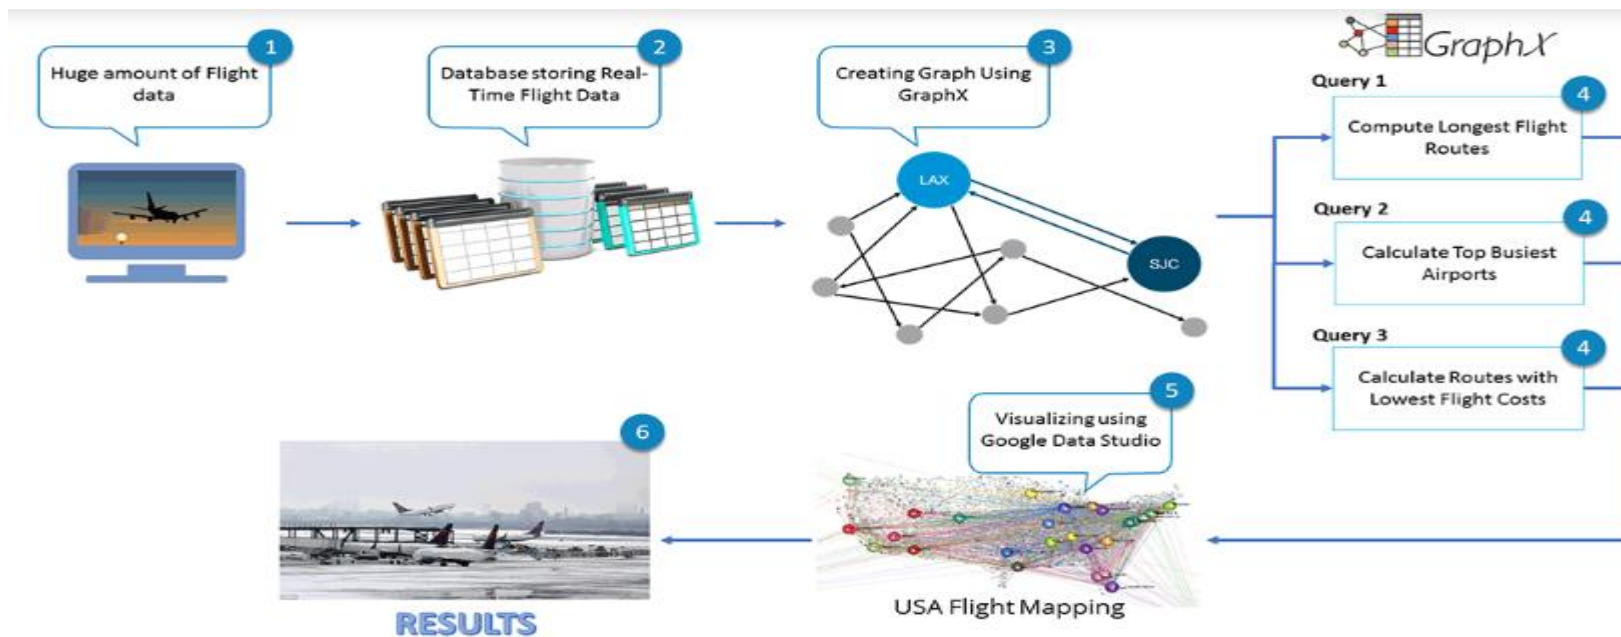 1
Huge amount of Flight
data
2
Database storing Real-
Time Flight Data
3
Creating Graph Using
GraphX
LAX
SJC
GraphX
Query 1
4
Compute Longest Flight
Routes
Query 2
4
Calculate Top Busiest
Airports
Query 3
4
Calculate Routes with
Lowest Flight Costs
5
Visualizing using
Google Data Studio
USA Flight Mapping
6
RESULTS